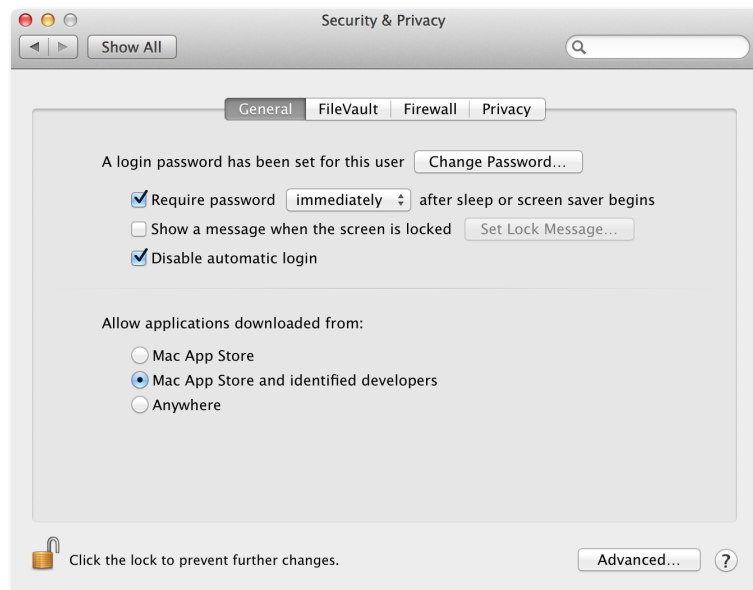 Security & Privacy
Show All
General FileVault Firewall Privacy
A login password has been set for this user Change Password...
Require password immediately after sleep or screen saver begins
Show a message when the screen is locked Set Lock Message...
Disable automatic login
Allow applications downloaded from:
Mac App Store
Mac App Store and identified developers
Anywhere
Click the lock to prevent further changes. Advanced... ?